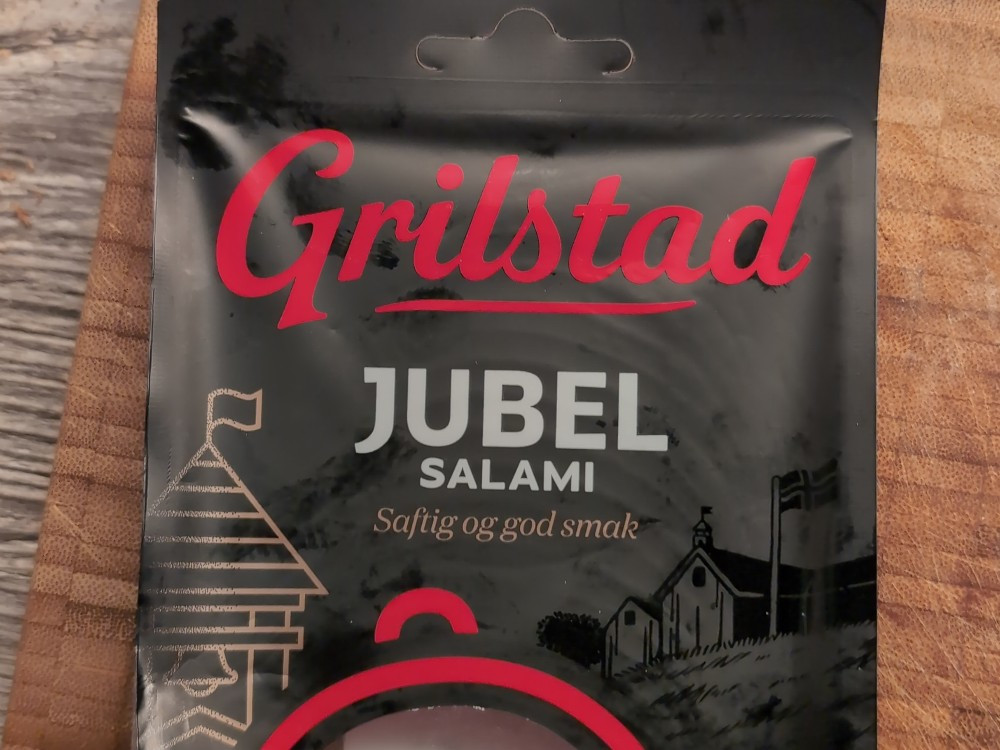 Grilstad
JUBEL
SALAMI
Saftig og god smak